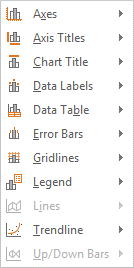 Axes
Axis Titles
Chart Title
Data Labels
Data Table
Error Bars
Gridlines
Legend
Lines
Trendline
Up/Down Bars